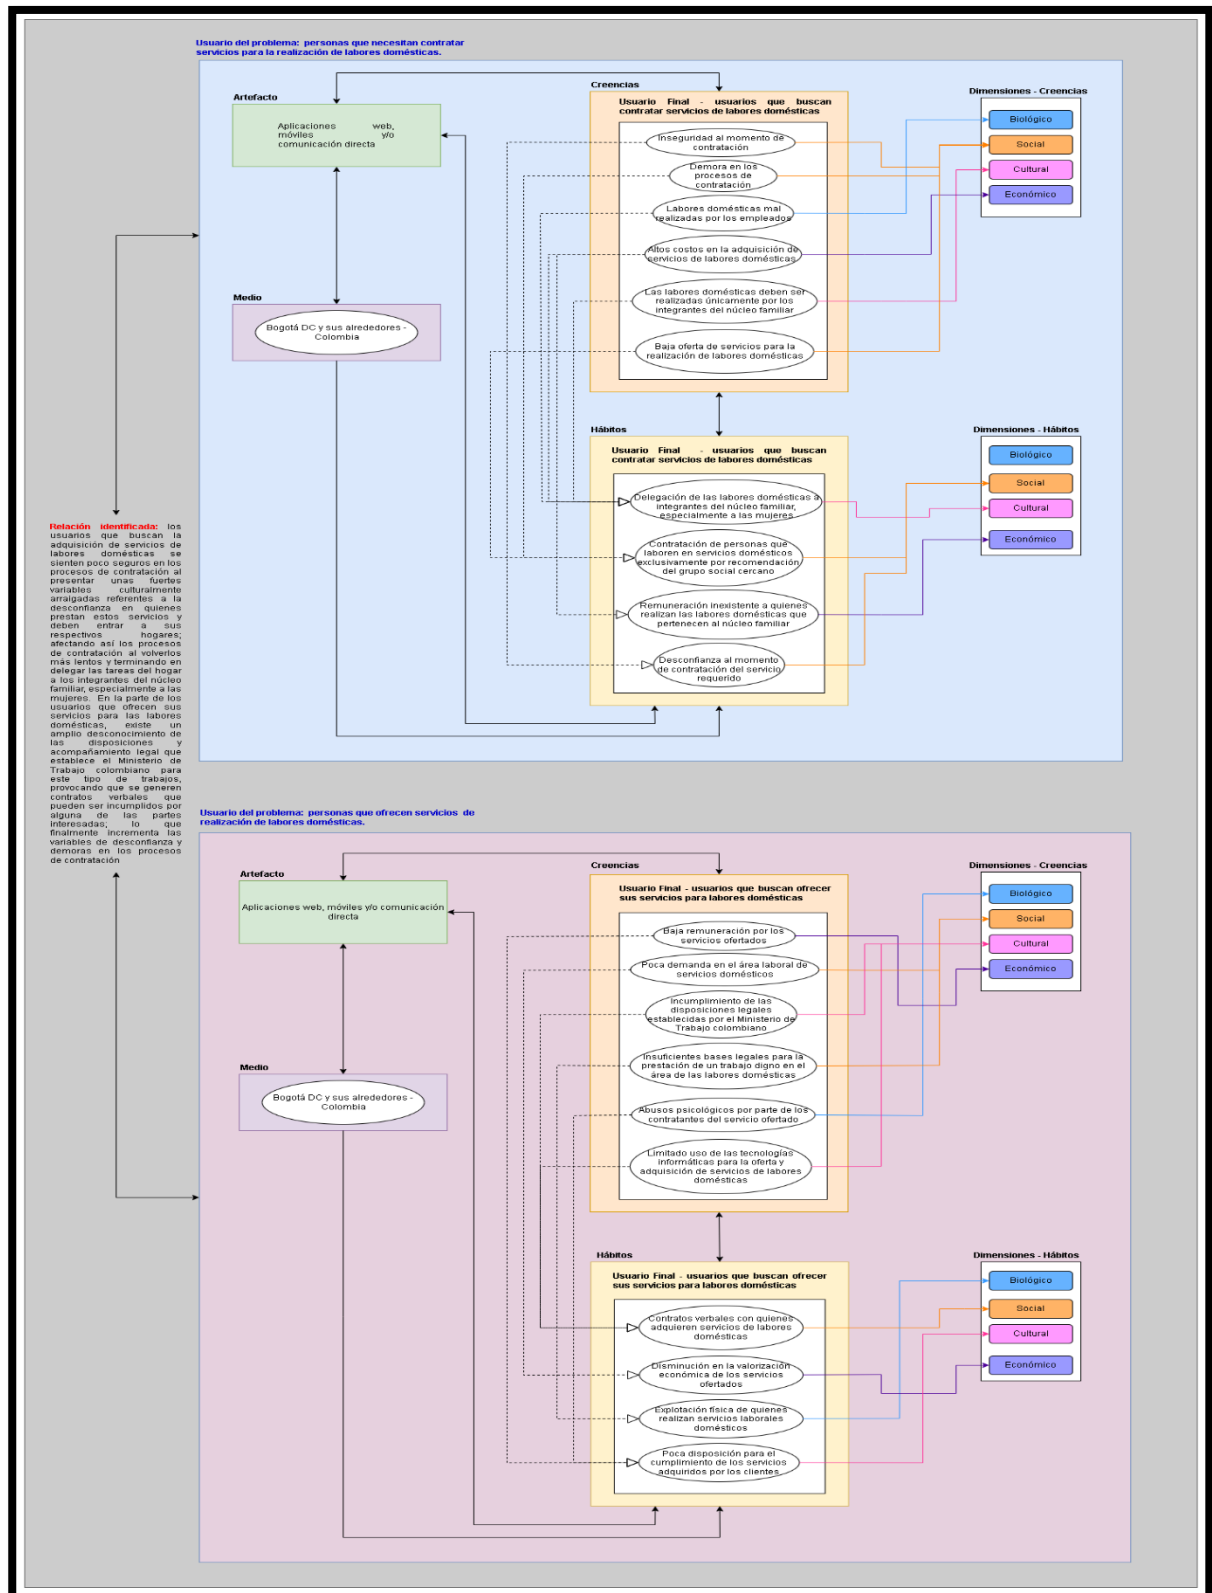 Usuario del problema: personas que necesitan contratar
servicios para la realización de labores domésticas.
Artefacto
Aplicaciones web,
móviles y/o
comunicación directa
Medio
Bogotá DC y sus alrededores -
Colombia
Creencias
Usuario Final - usuarios que buscan
contratar servicios de labores domésticas
Inseguridad al momento de
contratación
Demora en los
procesos de
contratación
Labores domésticas mal
realizadas por los empleados
Altos costos en la adquisición de
servicios de labores domésticas
Las labores domésticas deben ser
realizadas únicamente por los
integrantes del núcleo familiar
Baja oferta de servicios para la
realización de labores domésticas
Dimensiones - Creencias
Biológico
Social
Cultural
Económico
Hábitos
Usuario Final - usuarios que buscan
contratar servicios de labores domésticas
Delegación de las labores domésticas a
integrantes del núcleo familiar,
especialmente a las mujeres
Contratación de personas que
laboren en servicios domésticos
exclusivamente por recomendación
del grupo social cercano
Remuneración inexistente a quienes
realizan las labores domésticas que
pertenecen al núcleo familiar
Desconfianza al momento
de contratación del servicio
requerido
Dimensiones - Hábitos
Biológico
Social
Cultural
Económico
Relación identificada: los
usuarios que buscan la
adquisición de servicios de
labores domésticas se
sienten poco seguros en los
procesos de contratación al
presentar unas fuertes
variables culturalmente
arraigadas referentes a la
desconfianza en quienes
prestan estos servicios y
deben entrar a sus
respectivos hogares;
afectando así los procesos
de contratación al volverlos
más lentos y terminando en
delegar las tareas del hogar
a los integrantes del núcleo
familiar, especialmente a las
mujeres. En la parte de los
usuarios que ofrecen sus
servicios para las labores
domésticas, existe un
amplio desconocimiento de
las disposiciones y
acompañamiento legal que
establece el Ministerio de
Trabajo colombiano para
este tipo de trabajos,
provocando que se generen
contratos verbales que
pueden ser incumplidos por
alguna de las partes
interesadas; lo que
finalmente incrementa las
variables de desconfianza y
demoras en los procesos
de contratación
Usuario del problema: personas que ofrecen servicios de
realización de labores domésticas.
Artefacto
Aplicaciones web, móviles y/o comunicación
directa
Medio
Bogotá DC y sus alrededores -
Colombia
Creencias
Usuario Final - usuarios que buscan ofrecer
sus servicios para labores domésticas
Baja remuneración por los
servicios ofertados
Poca demanda en el área laboral de
servicios domésticos
Incumplimiento de las
disposiciones legales
establecidas por el Ministerio de
Trabajo colombiano
Insuficientes bases legales para la
prestación de un trabajo digno en el
área de las labores domésticas
Abusos psicológicos por parte de los
contratantes del servicio ofertado
Limitado uso de las tecnologías
informáticas para la oferta y
adquisición de servicios de labores
domésticas
Dimensiones - Creencias
Biológico
Social
Cultural
Económico
Hábitos
Usuario Final - usuarios que buscan ofrecer
sus servicios para labores domésticas
Contratos verbales con quienes
adquieren servicios de labores
domésticas
Disminución en la valorización
económica de los servicios
ofertados
Explotación física de quienes
realizan servicios laborales
domésticos
Poca disposición para el
cumplimiento de los servicios
adquiridos por los clientes
Dimensiones - Hábitos
Biológico
Social
Cultural
Económico